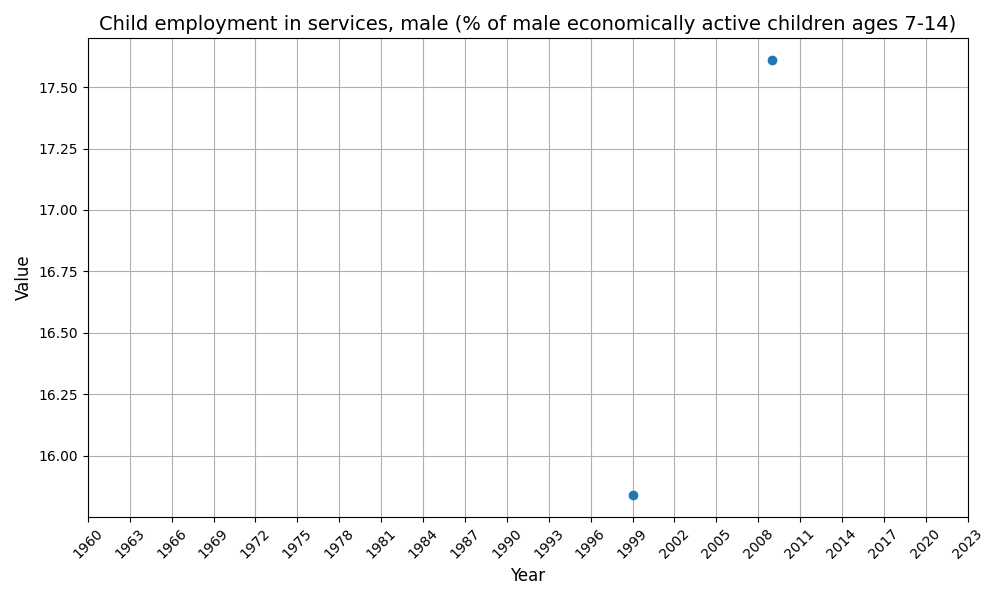 Child employment in services, male (% of male economically active children ages 7-14)
17.50
17.25
17.00
16.75
16.50
16.25
16.00
Value
1960 1963 1966 1969 1972 1975 1978 1981 1984 1987 1990 1993 1996 1999 2002 2005 2008 2011 2014 2017 2020 2023
Year